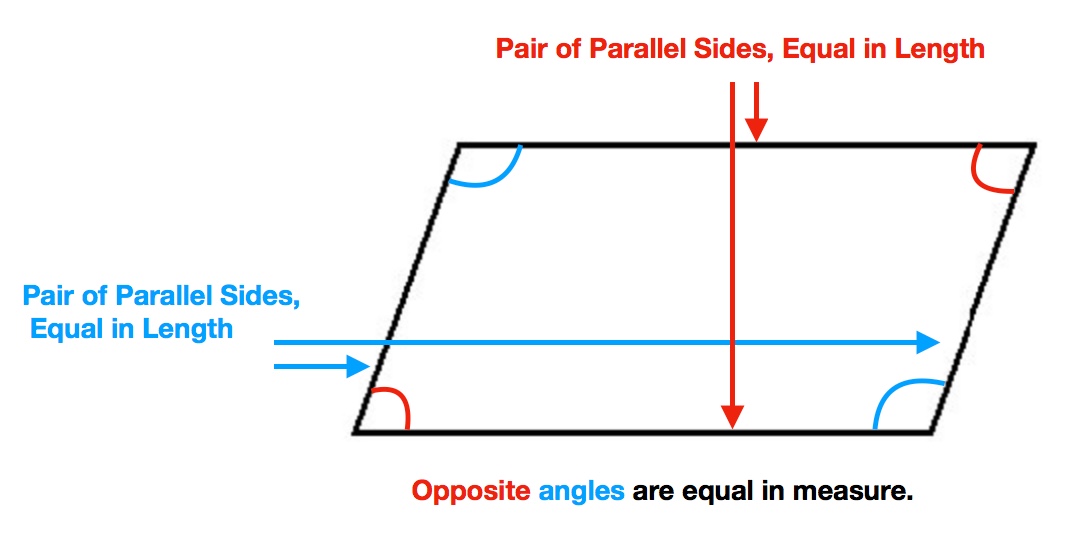 Pair of Parallel Sides, Equal in Length
Pair of Parallel Sides,
Equal in Length
Opposite angles are equal in measure.